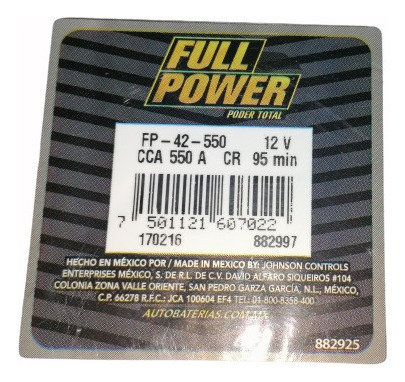 FULL
POWER
PODER TOTAL
FP-42-550 12 V
CCA 550 A CR 95 min
7 501121 607022
170216 882997
HECHO EN MÉXICO POR / MADE IN MEXICO BY: JOHNSON CONTROLS
ENTERPRISES MÉXICO, S. DE R.L. DE C.V. DAVID ALFARO SIQUEIROS #104
COLONIA ZONA VALLE ORIENTE, SAN PEDRO GARZA GARCÍA, N.L., MÉXICO,
C.P. 66278 R.F.C.: JCA 100604 EF4 TEL: 01-800-8358-400
AUTOBATERIAS.COM.MX
882925